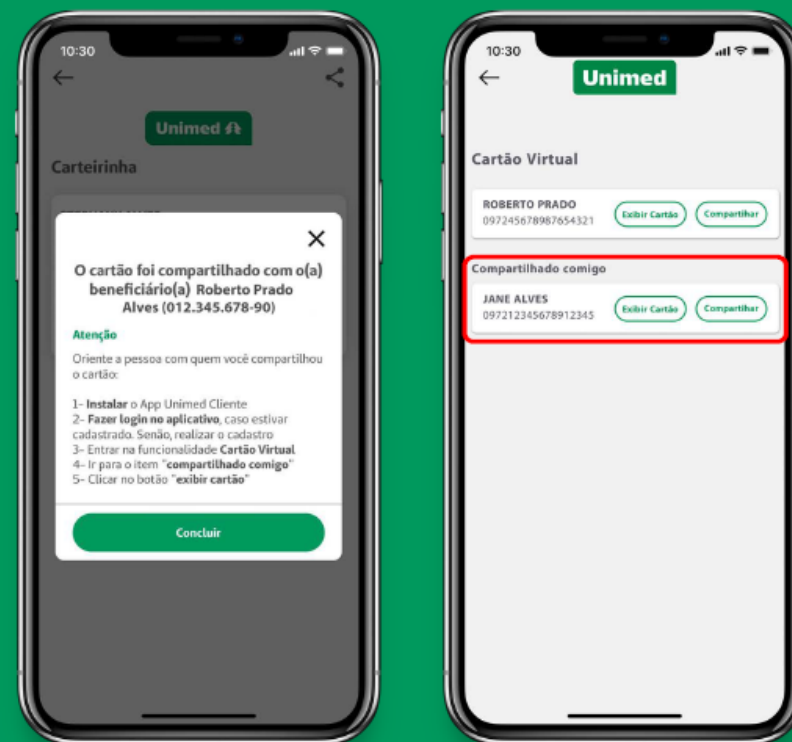 10:30
Unimed
Carteirinha
O cartão foi compartilhado com o(a)
beneficiário(a) Roberto Prado
Alves (012.345.678-90)
Atenção
Oriente a pessoa com quem você compartilhou
o cartão:
1- Instalar o App Unimed Cliente
2- Fazer login no aplicativo, caso estivar
cadastrado. Senão, realizar o cadastro
3- Entrar na funcionalidade Cartão Virtual
4- Ir para o item "compartilhado comigo"
5- Clicar no botão "exibir cartão"
Concluir
10:30
Unimed
Cartão Virtual
ROBERTO PRADO
097245678987654321
Exibir Cartão
Compartilhar
Compartilhado comigo
JANE ALVES
097212345678912345
Exibir Cartão
Compartilhar